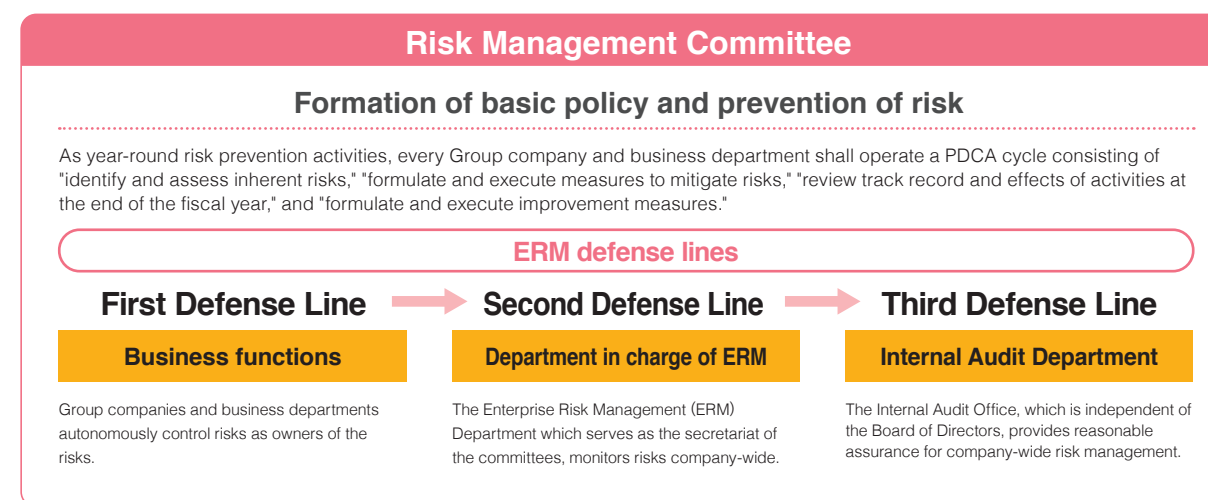 Risk Management Committee
Formation of basic policy and prevention of risk
As year-round risk prevention activities, every Group company and business department shall operate a PDCA cycle consisting of
"identify and assess inherent risks," "formulate and execute measures to mitigate risks," "review track record and effects of activities at
the end of the fiscal year," and "formulate and execute improvement measures."
ERM defense lines
First Defense Line
Business functions
Group companies and business departments
autonomously control risks as owners of the
risks.
Second Defense Line
Department in charge of ERM
The Enterprise Risk Management (ERM)
Department which serves as the secretariat of
the committees, monitors risks company-wide.
Third Defense Line
Internal Audit Department
The Internal Audit Office, which is independent of
the Board of Directors, provides reasonable
assurance for company-wide risk management.